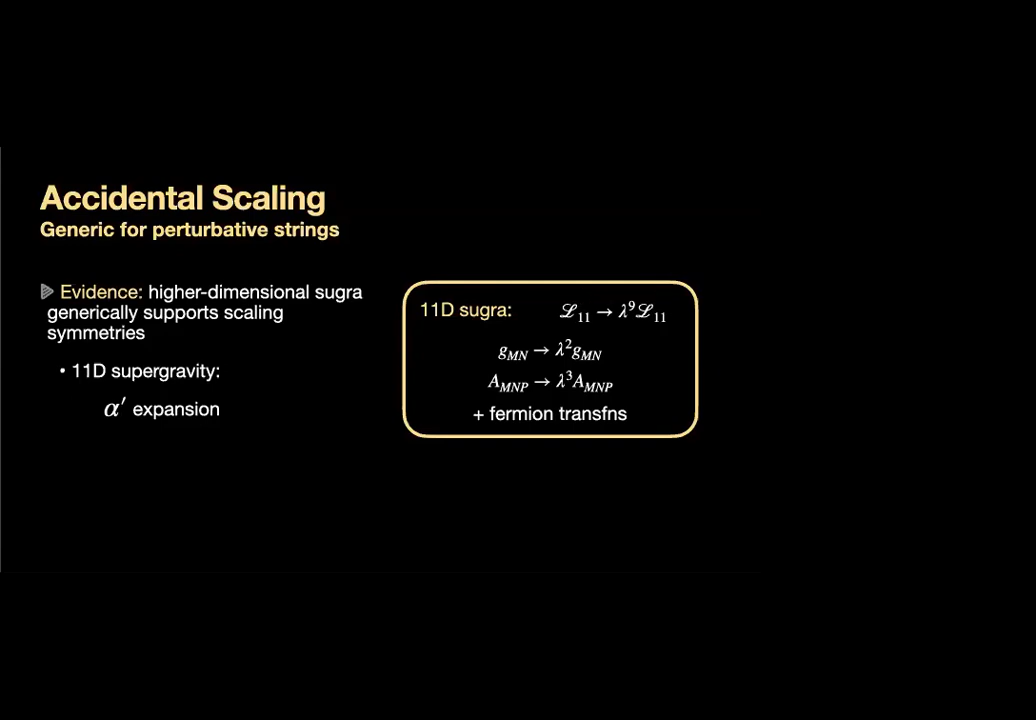 Accidental Scaling
Generic for perturbative strings
Evidence: higher-dimensional sugra
generically supports scaling
symmetries
• 11D supergravity:
α′ expansion
11D sugra: ℒ₁₁ → λ⁹ℒ₁₁
g_MN → λ²g_MN
A_MNP → λ³A_MNP
+ fermion transfns